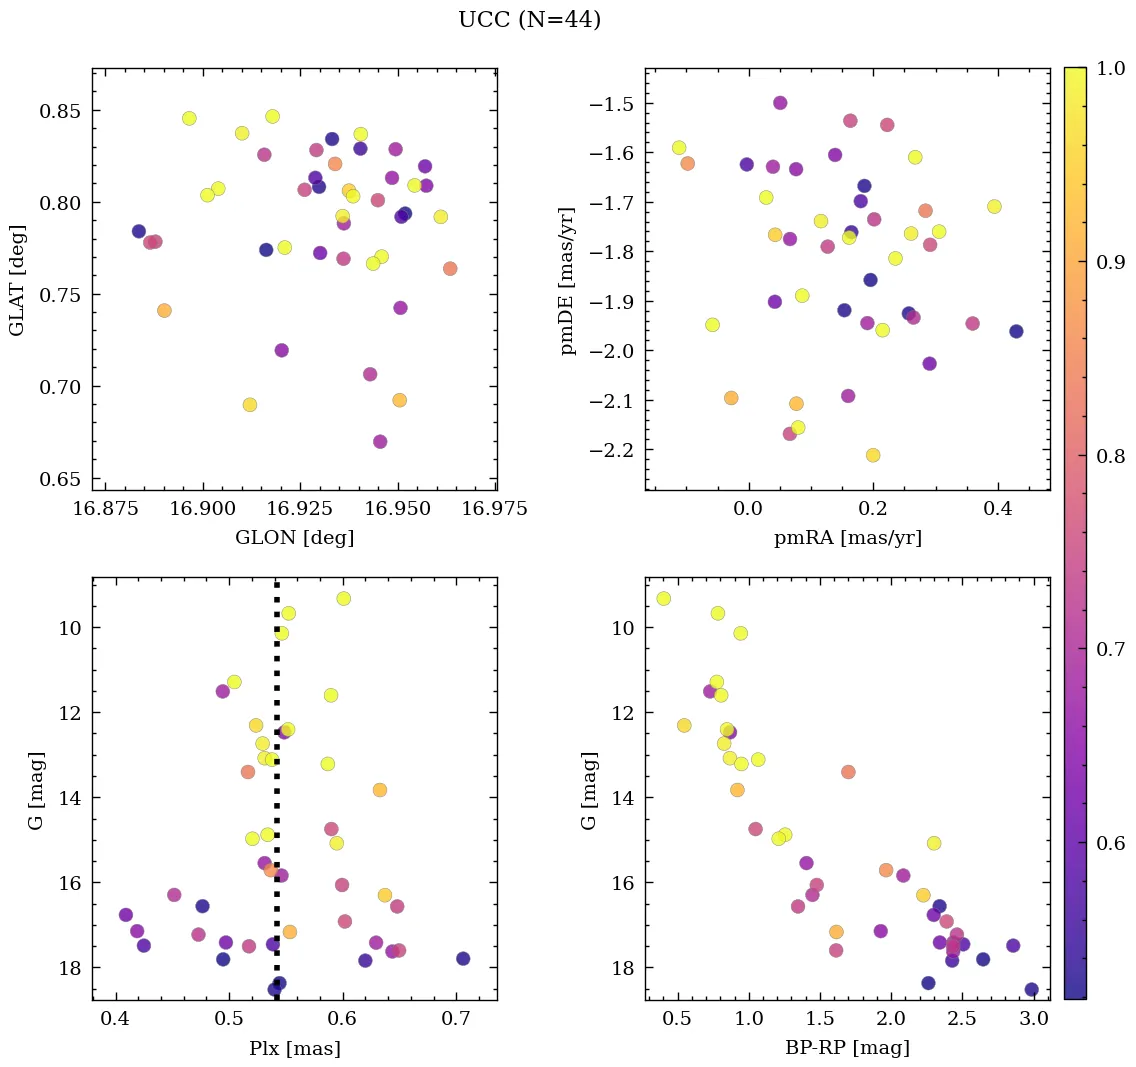 UCC (N=44)
0.85
0.80
0.75
0.70
0.65
GLAT [deg]
16.875 16.900 16.925 16.950 16.975
GLON [deg]
−1.5
−1.6
−1.7
−1.8
−1.9
−2.0
−2.1
−2.2
pmDE [mas/yr]
0.0 0.2 0.4
pmRA [mas/yr]
10
12
14
16
18
G [mag]
0.4 0.5 0.6 0.7
Plx [mas]
10
12
14
16
18
G [mag]
0.5 1.0 1.5 2.0 2.5 3.0
BP-RP [mag]
1.0
0.9
0.8
0.7
0.6